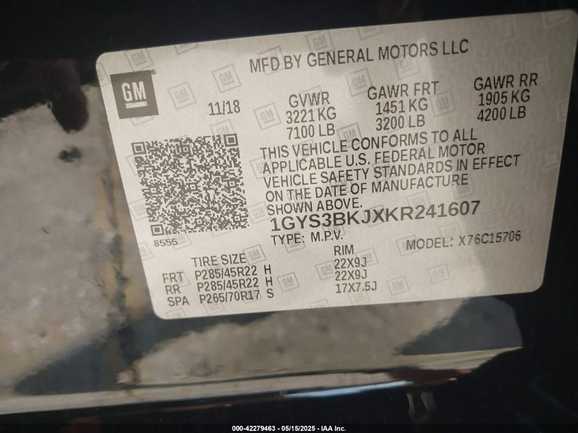 MFD BY GENERAL MOTORS LLC
GM
11/18
GVWR GAWR FRT GAWR RR
3221 KG 1451 KG 1905 KG
7100 LB 3200 LB 4200 LB
THIS VEHICLE CONFORMS TO ALL
APPLICABLE U.S. FEDERAL MOTOR
VEHICLE SAFETY STANDARDS IN EFFECT
ON THE DATE OF MANUFACTURE
SHOWN ABOVE.
1GYS3BKJXKR241607
8555
TYPE: M.P.V. MODEL: X76C15706
TIRE SIZE RIM
FRT P285/45R22 H 22X9J
RR P285/45R22 H 22X9J
SPA P265/70R17 S 17X7.5J
000-42279463 - 05/15/2025 - IAA Inc.